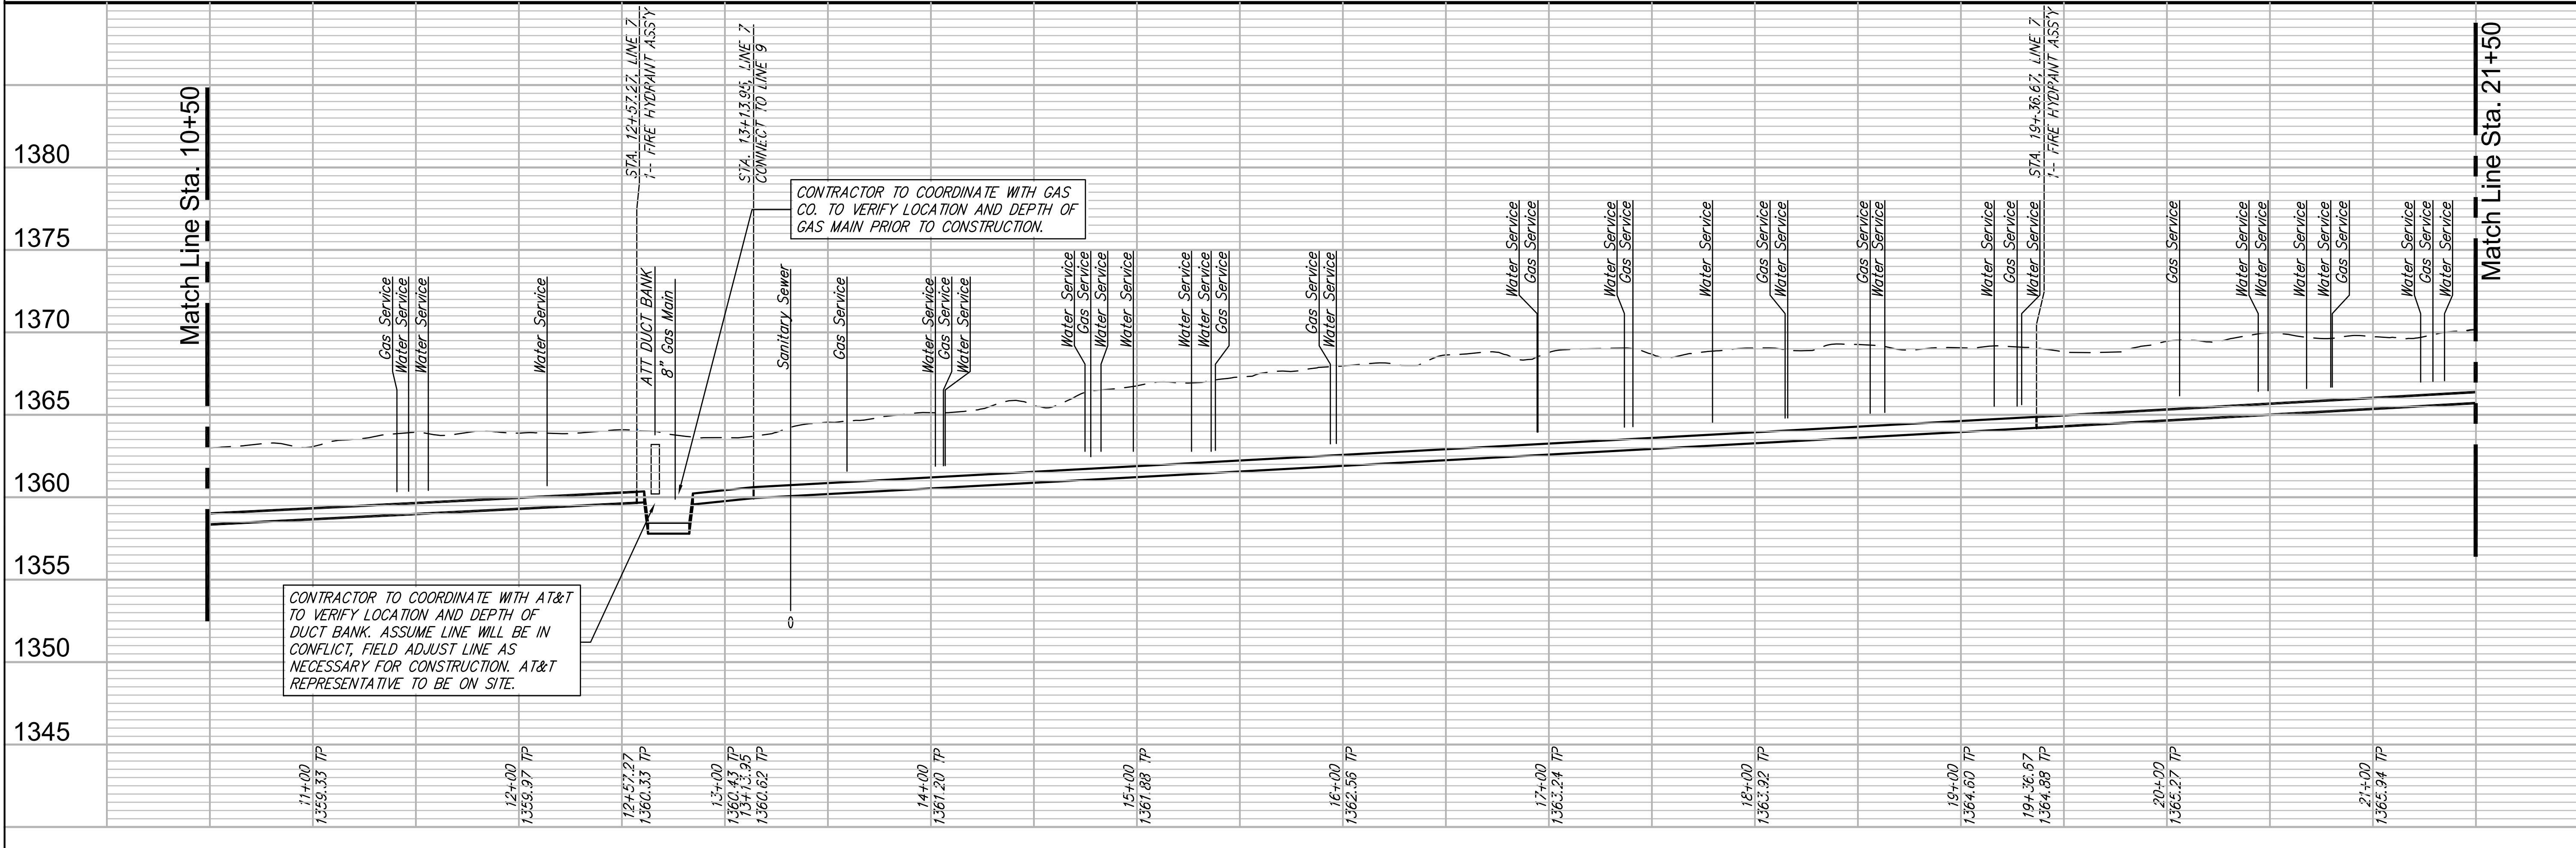 Match Line Sta. 10+50
STA. 12+57.27, LINE 7
1-- FIRE HYDRANT ASS'Y
STA. 13+13.95, LINE 7
CONNECT TO LINE 9
STA. 19+36.67, LINE 7
1-- FIRE HYDRANT ASS'Y
Match Line Sta. 21+50
1380
1375
1370
1365
1360
1355
1350
1345
CONTRACTOR TO COORDINATE WITH GAS
CO. TO VERIFY LOCATION AND DEPTH OF
GAS MAIN PRIOR TO CONSTRUCTION.
Gas Service
Water Service
Water Service
Water Service
ATT DUCT BANK
8" Gas Main
Sanitary Sewer
Gas Service
Water Service
Gas Service
Water Service
Water Service
Gas Service
Water Service
Water Service
Water Service
Water Service
Gas Service
Gas Service
Water Service
Water Service
Gas Service
Water Service
Gas Service
Water Service
Gas Service
Water Service
Gas Service
Water Service
Water Service
Gas Service
Water Service
Gas Service
Water Service
Water Service
Water Service
Water Service
Gas Service
Water Service
Gas Service
Water Service
CONTRACTOR TO COORDINATE WITH AT&T
TO VERIFY LOCATION AND DEPTH OF
DUCT BANK. ASSUME LINE WILL BE IN
CONFLICT, FIELD ADJUST LINE AS
NECESSARY FOR CONSTRUCTION. AT&T
REPRESENTATIVE TO BE ON SITE.
11+00
1359.33 TP
12+00
1359.97 TP
12+57.27
1360.33 TP
13+00
1360.43 TP
13+13.95
1360.62 TP
14+00
1361.20 TP
15+00
1361.88 TP
16+00
1362.56 TP
17+00
1363.24 TP
18+00
1363.92 TP
19+00
1364.60 TP
19+36.67
1364.88 TP
20+00
1365.27 TP
21+00
1365.94 TP